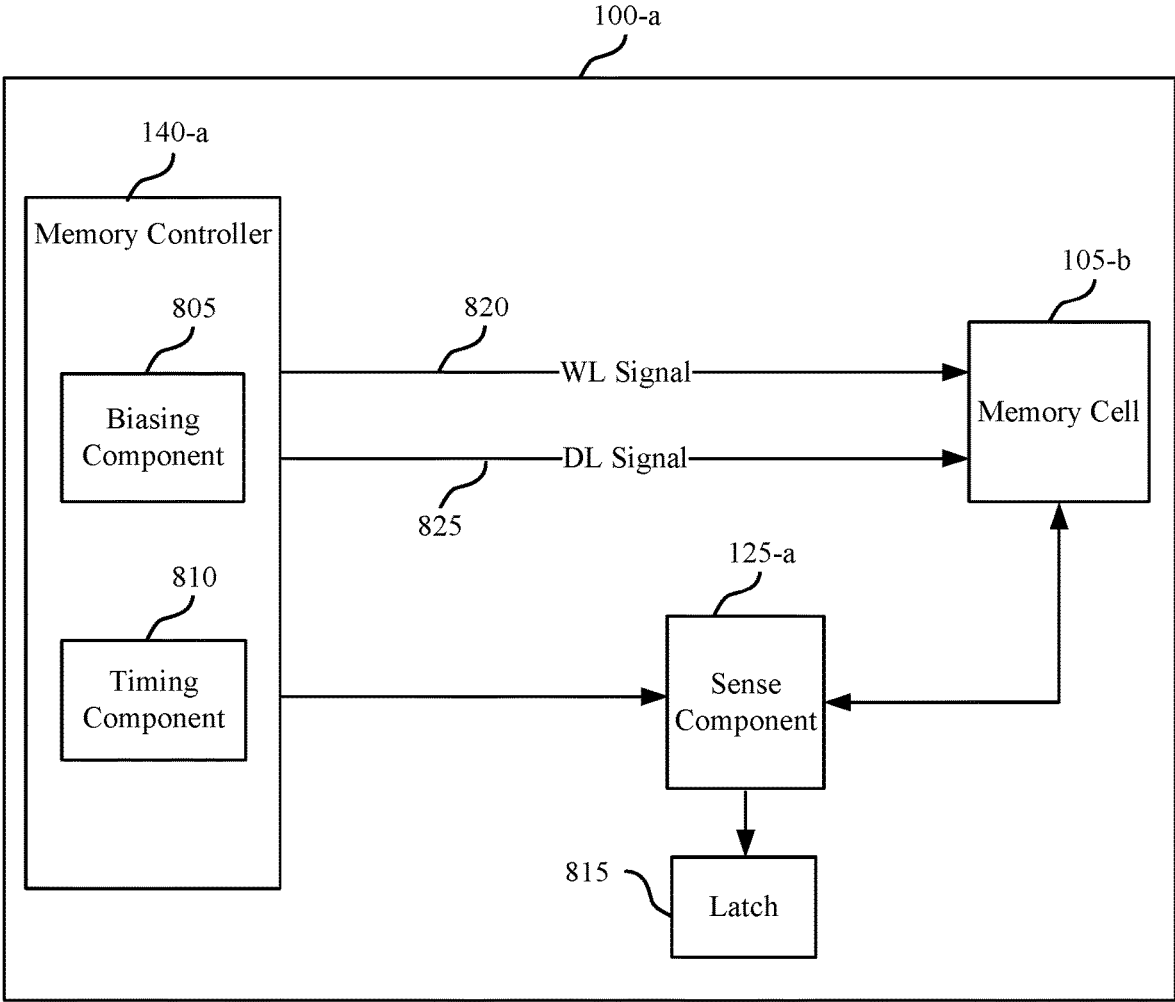 100-a
140-a
Memory Controller
105-b
805
820
WL Signal
Biasing
Component
Memory Cell
DL Signal
825
125-a
810
Timing
Component
Sense
Component
815
Latch